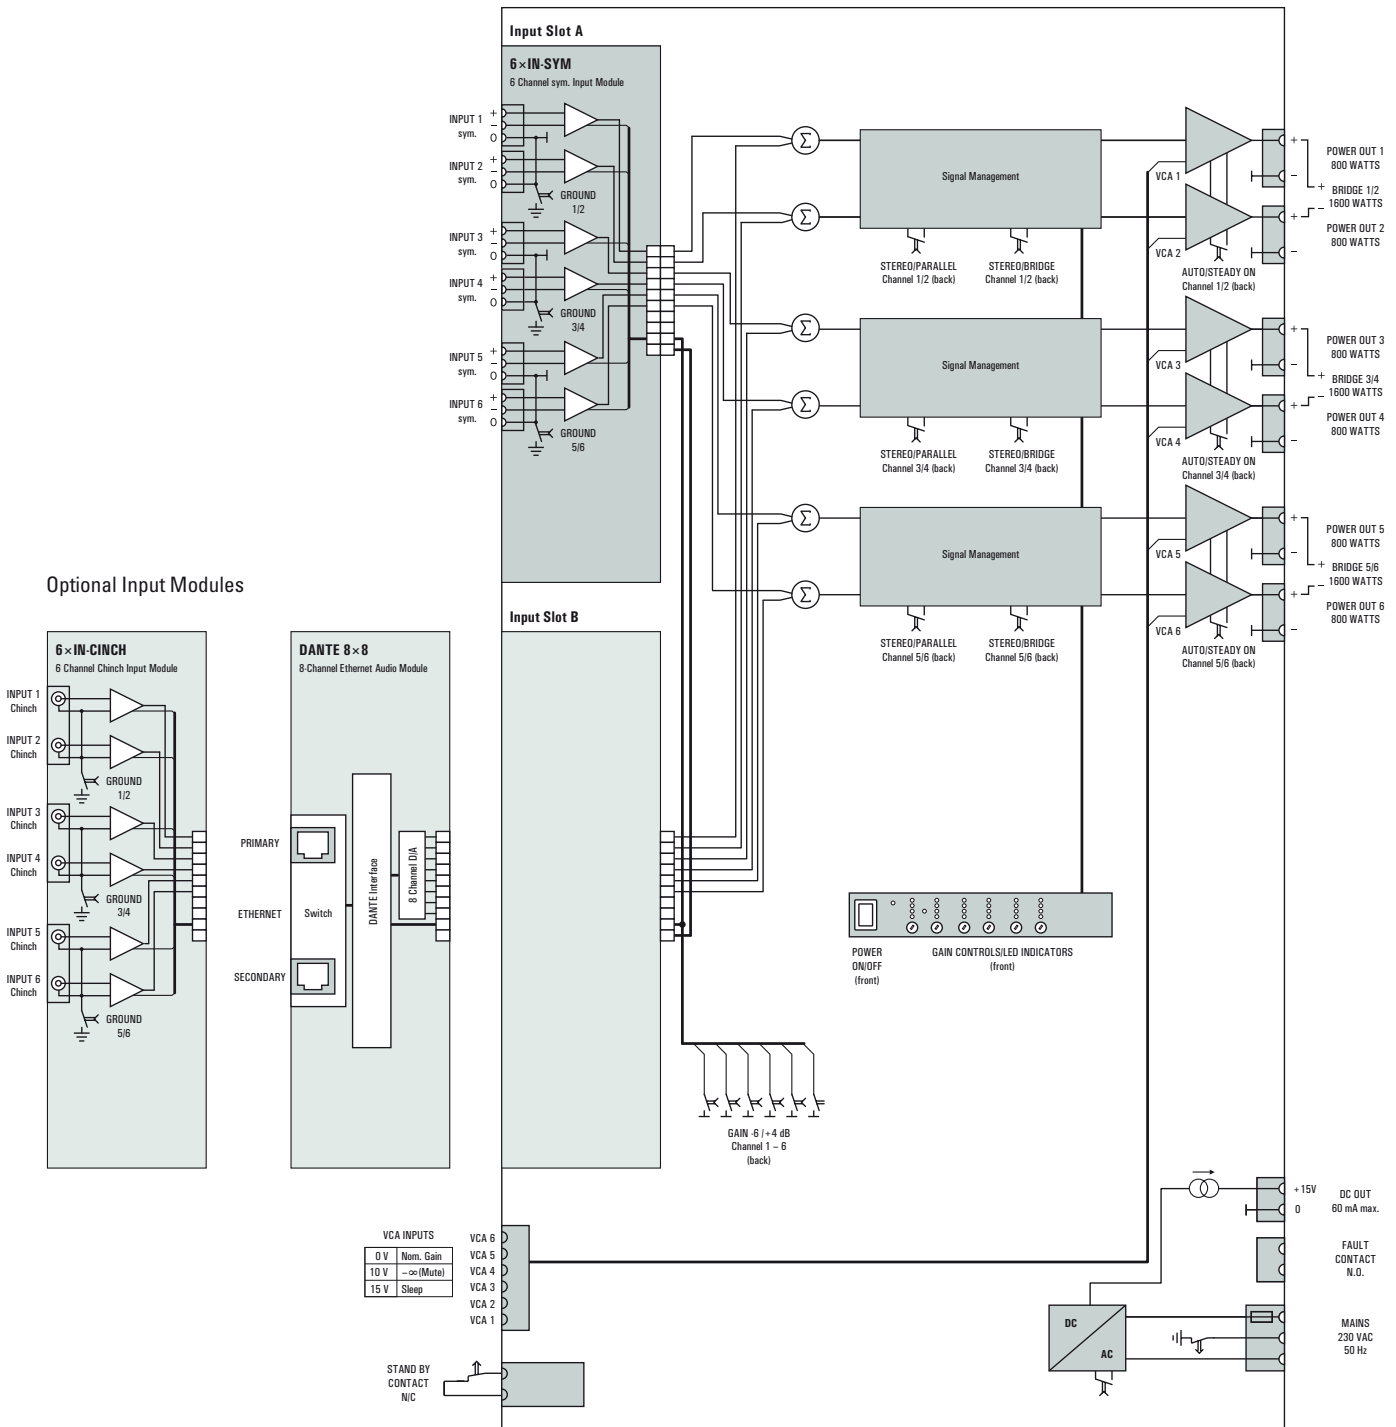 Input Slot A
6×IN-SYM
6 Channel sym. Input Module
INPUT 1
sym.
+
−
0
INPUT 2
sym.
+
−
0
GROUND
1/2
INPUT 3
sym.
+
−
0
INPUT 4
sym.
+
−
0
GROUND
3/4
INPUT 5
sym.
+
−
0
INPUT 6
sym.
+
−
0
GROUND
5/6
Σ
Σ
Signal Management
STEREO/PARALLEL
Channel 1/2 (back)
STEREO/BRIDGE
Channel 1/2 (back)
VCA 1
VCA 2
AUTO/STEADY ON
Channel 1/2 (back)
+
−
+
−
POWER OUT 1
800 WATTS
+ BRIDGE 1/2
− 1600 WATTS
POWER OUT 2
800 WATTS
Σ
Σ
Signal Management
STEREO/PARALLEL
Channel 3/4 (back)
STEREO/BRIDGE
Channel 3/4 (back)
VCA 3
VCA 4
AUTO/STEADY ON
Channel 3/4 (back)
+
−
+
−
POWER OUT 3
800 WATTS
+ BRIDGE 3/4
− 1600 WATTS
POWER OUT 4
800 WATTS
Σ
Σ
Signal Management
STEREO/PARALLEL
Channel 5/6 (back)
STEREO/BRIDGE
Channel 5/6 (back)
VCA 5
VCA 6
AUTO/STEADY ON
Channel 5/6 (back)
+
−
+
−
POWER OUT 5
800 WATTS
+ BRIDGE 5/6
− 1600 WATTS
POWER OUT 6
800 WATTS
Optional Input Modules
6×IN-CINCH
6 Channel Chinch Input Module
INPUT 1
Chinch
INPUT 2
Chinch
GROUND
1/2
INPUT 3
Chinch
INPUT 4
Chinch
GROUND
3/4
INPUT 5
Chinch
INPUT 6
Chinch
GROUND
5/6
DANTE 8×8
8-Channel Ethernet Audio Module
PRIMARY
ETHERNET
SECONDARY
Switch
DANTE Interface
8 Channel D/A
Input Slot B
POWER
ON/OFF
(front)
GAIN CONTROLS/LED INDICATORS
(front)
GAIN -6 / +4 dB
Channel 1 – 6
(back)
VCA INPUTS
0 V Nom. Gain
10 V −∞(Mute)
15 V Sleep
VCA 6
VCA 5
VCA 4
VCA 3
VCA 2
VCA 1
STAND BY
CONTACT
N/C
+15V
0
DC OUT
60 mA max.
FAULT
CONTACT
N.O.
DC
AC
MAINS
230 VAC
50 Hz